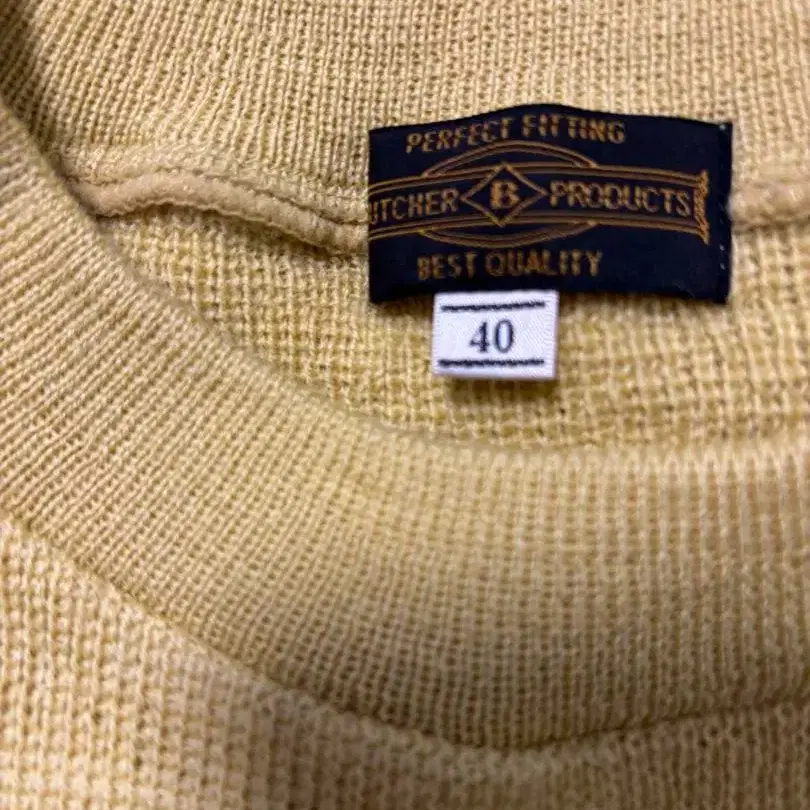 PERFECT FITTING
UTCHER B PRODUCTS
BEST QUALITY
40